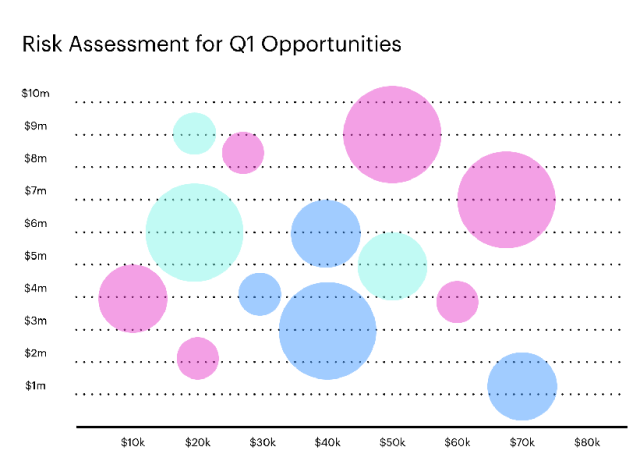 Risk Assessment for Q1 Opportunities
$10m
$9m
$8m
$7m
$6m
$5m
$4m
$3m
$2m
$1m
$10k $20k $30k $40k $50k $60k $70k $80k